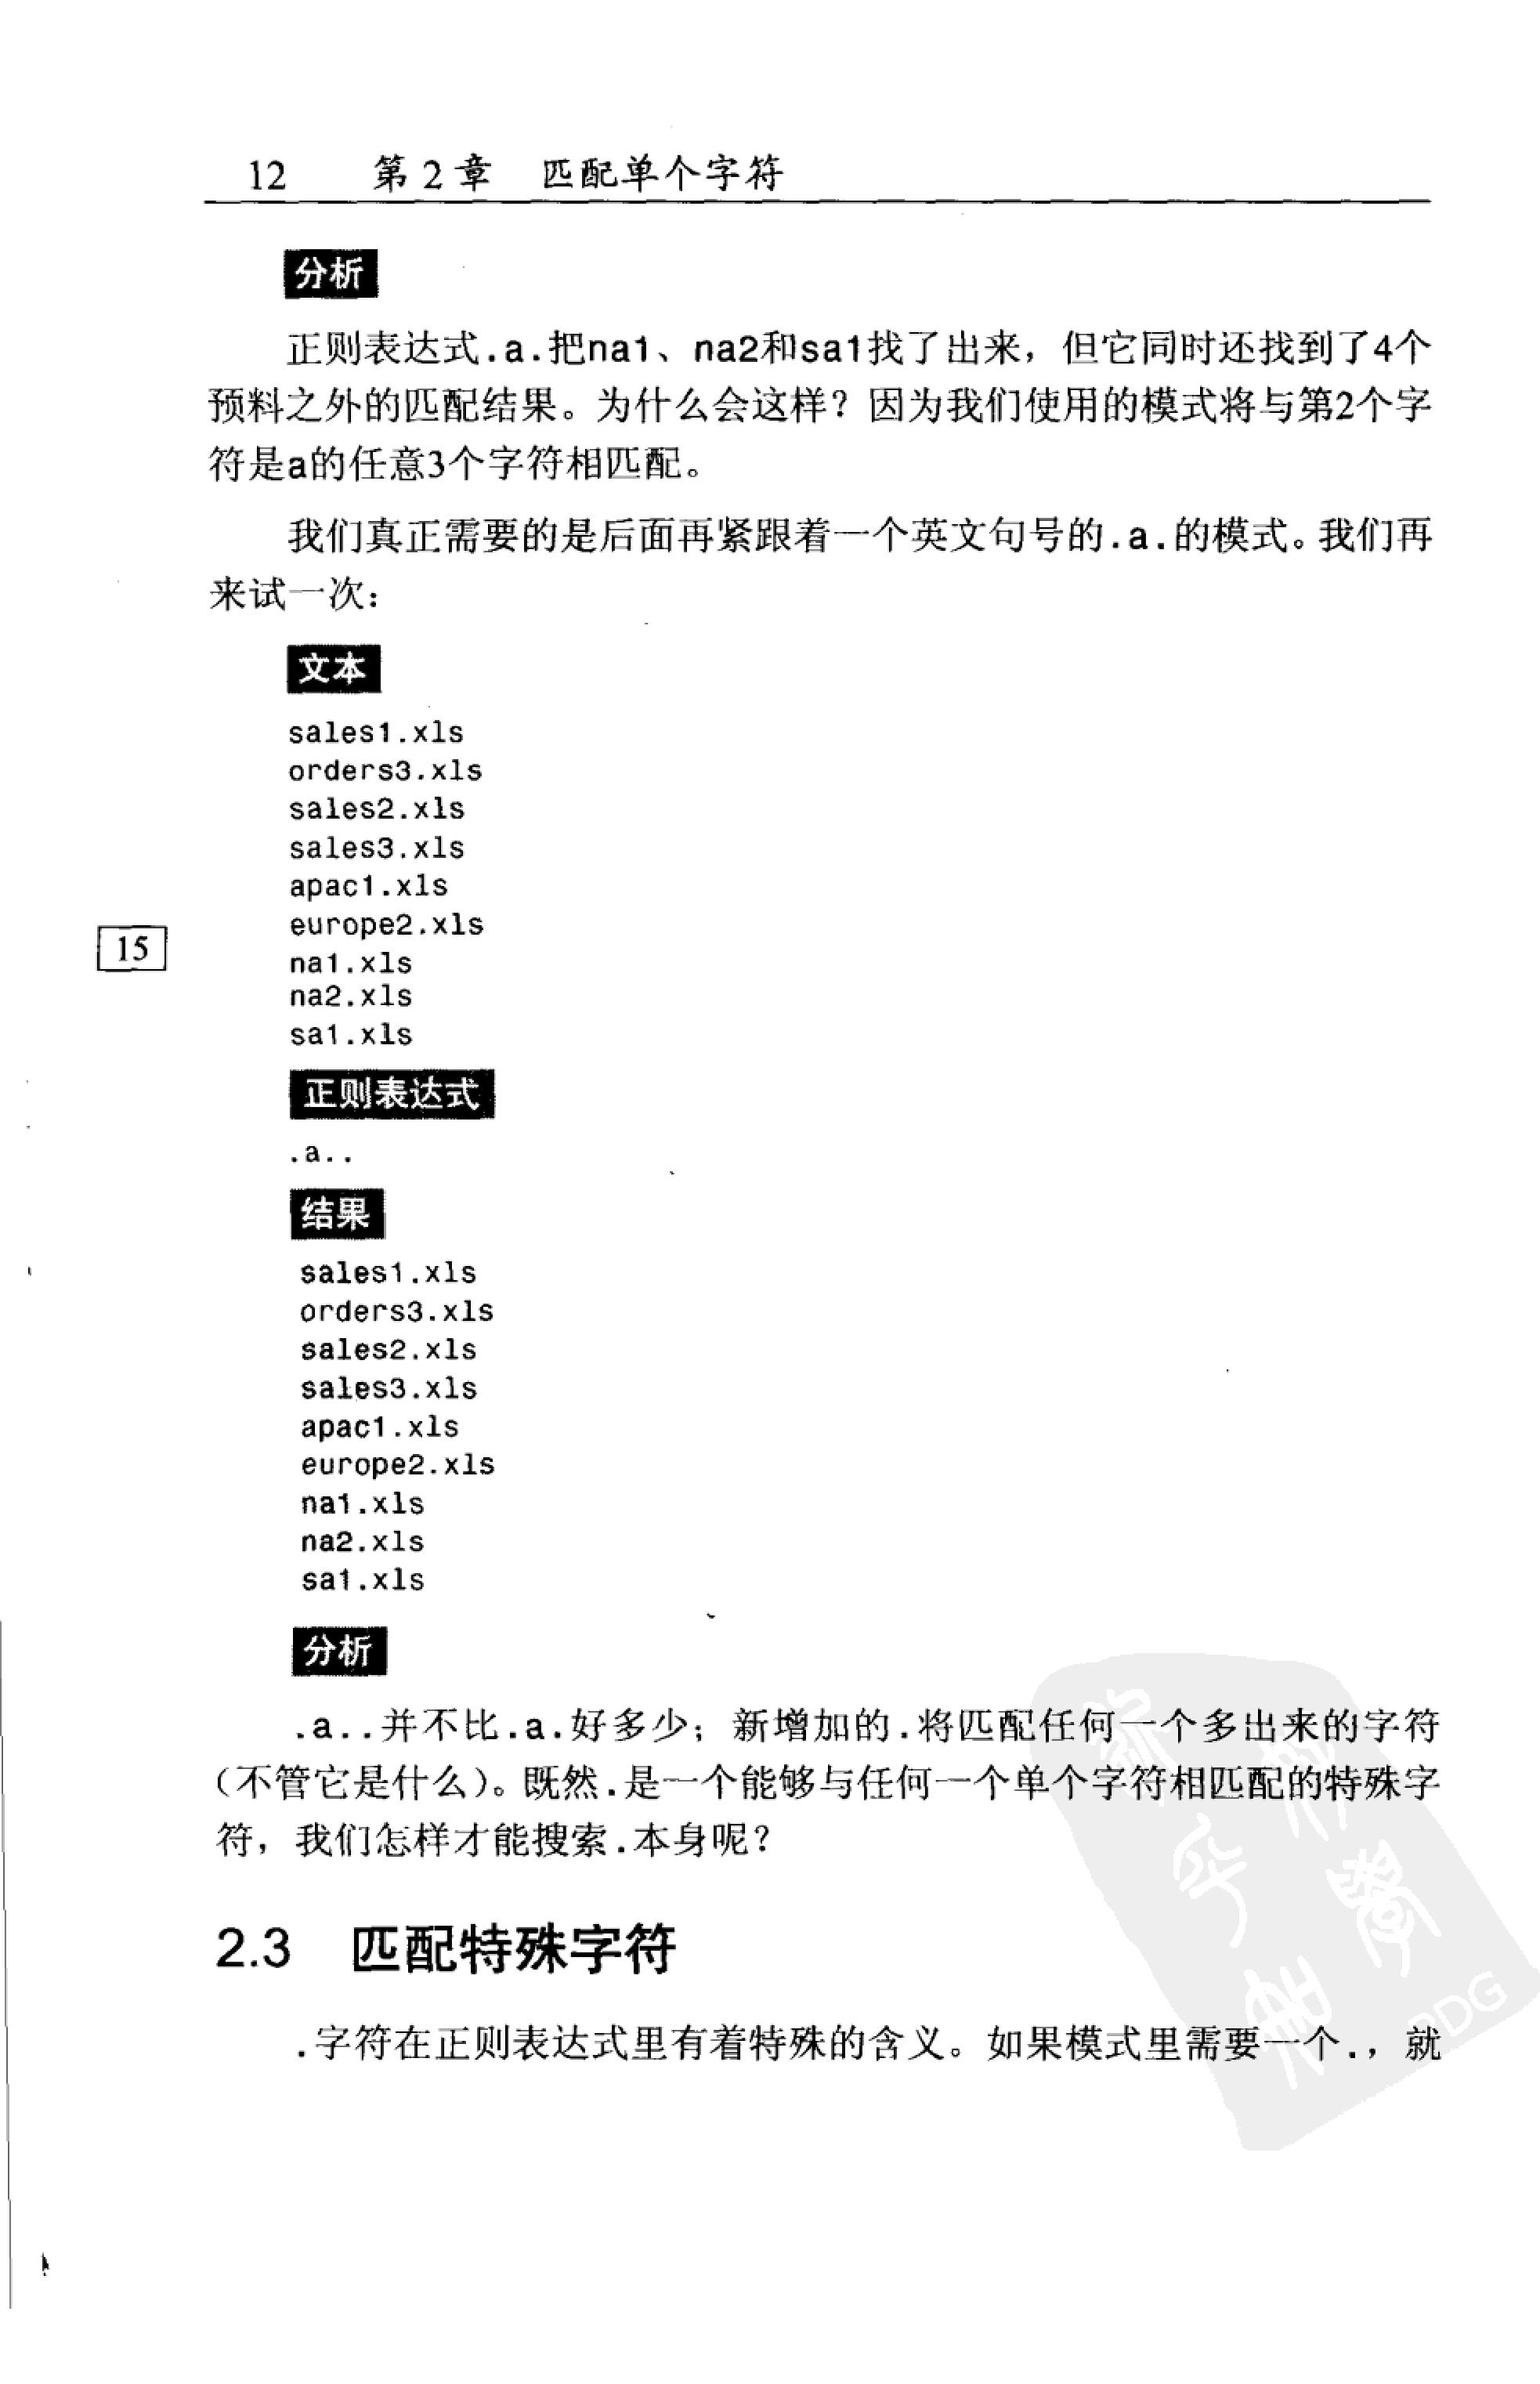 12 第2章 匹配单个字符
分析
正则表达式.a.把na1、na2和sa1找了出来，但它同时还找到了4个
预料之外的匹配结果。为什么会这样？因为我们使用的模式将与第2个字
符是a的任意3个字符相匹配。
我们真正需要的是后面再紧跟着一个英文句号的.a.的模式。我们再
来试一次：
文本
sales1.xls
orders3.xls
sales2.xls
sales3.xls
apac1.xls
europe2.xls
15
na1.xls
na2.xls
sa1.xls
正则表达式
.a..
结果
sales1.xls
orders3.xls
sales2.xls
sales3.xls
apac1.xls
europe2.xls
na1.xls
na2.xls
sa1.xls
分析
.a..并不比.a.好多少；新增加的.将匹配任何一个多出来的字符
（不管它是什么）。既然.是一个能够与任何一个单个字符相匹配的特殊字
符，我们怎样才能搜索.本身呢？
2.3 匹配特殊字符
.字符在正则表达式里有着特殊的含义。如果模式里需要一个.，就
PDG